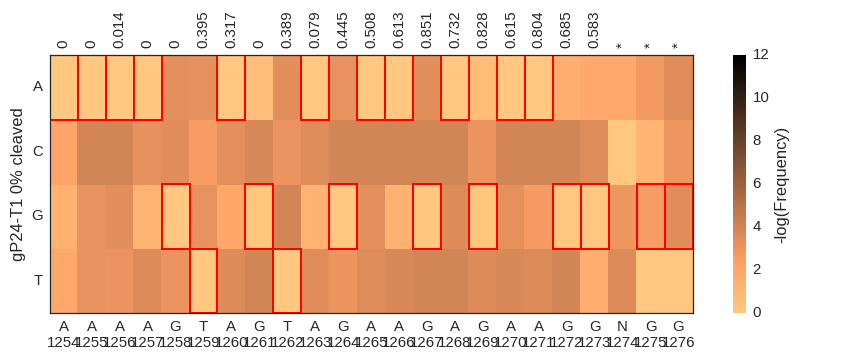 0 0 0.014 0 0 0.395 0.317 0 0.389 0.079 0.445 0.508 0.613 0.851 0.732 0.828 0.615 0.804 0.685 0.583 * * *
gP24-T1 0% cleaved
A
C
G
T
A A A A G T A G T A G A A G A G A A G G N G G
1254 1255 1256 1257 1258 1259 1260 1261 1262 1263 1264 1265 1266 1267 1268 1269 1270 1271 1272 1273 1274 1275 1276
12
10
8
6
4
2
0
-log(Frequency)